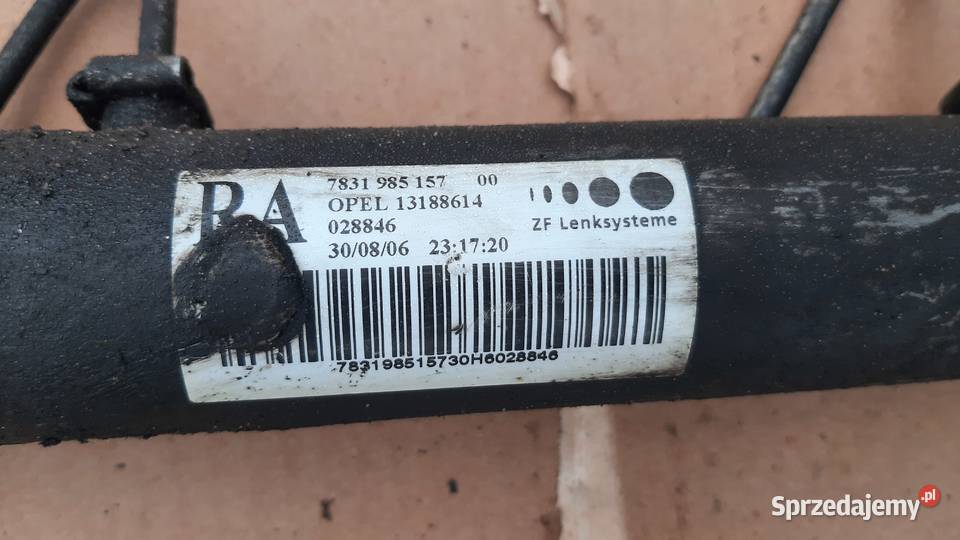 RA
7831 985 157 00
OPEL 13188614
028846
30/08/06 23:17:20
ZF Lenksysteme
783198515730H6028846
Sprzedajemy.pl